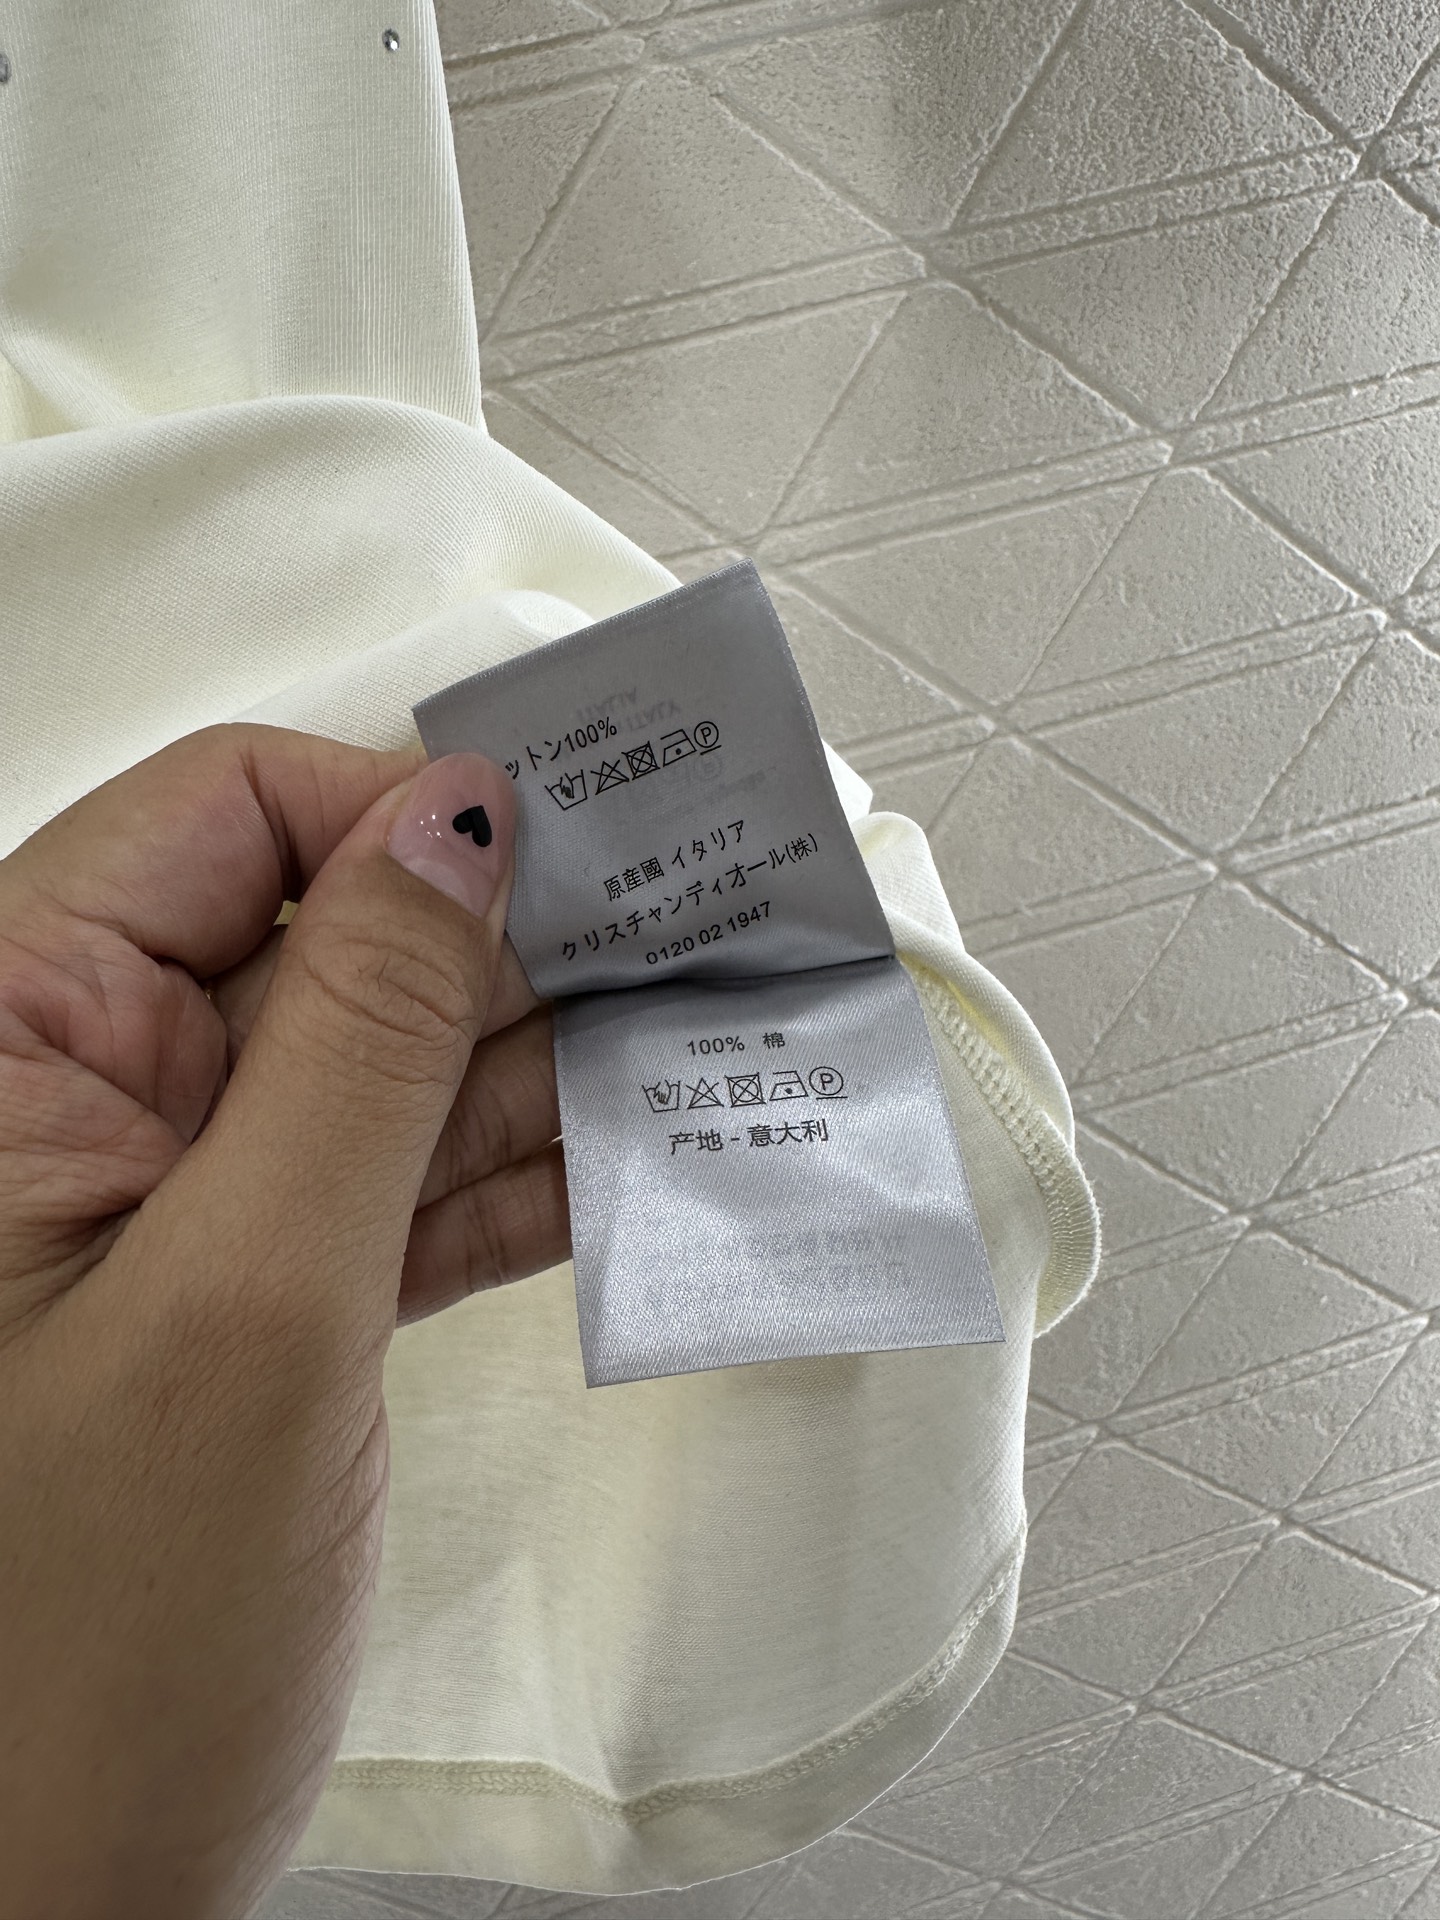 ットン100%
原産國 イタリア
クリスチャンディオール(株)
0120 02 1947
100% 棉
产地 - 意大利